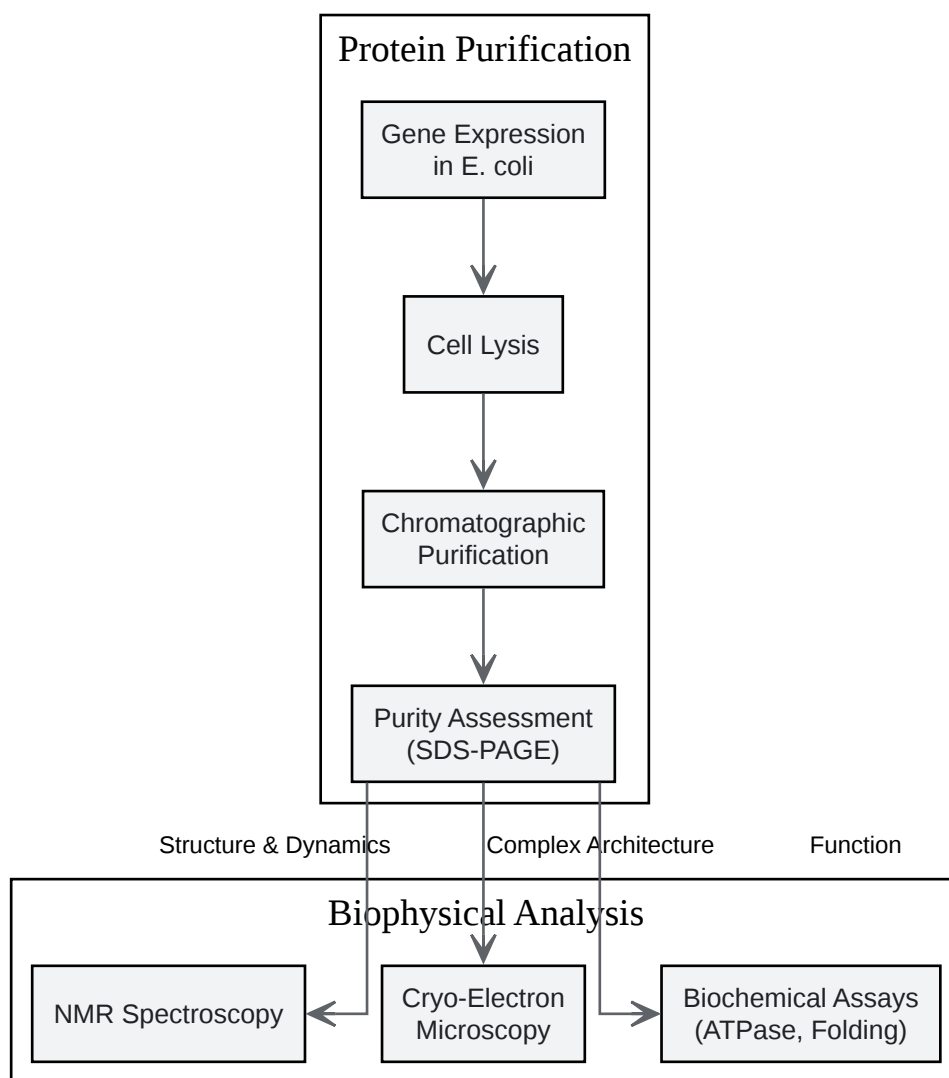 Protein Purification
Gene Expression
in E. coli
Cell Lysis
Chromatographic
Purification
Purity Assessment
(SDS-PAGE)
Structure & Dynamics
Complex Architecture
Function
Biophysical Analysis
NMR Spectroscopy
Cryo-Electron
Microscopy
Biochemical Assays
(ATPase, Folding)